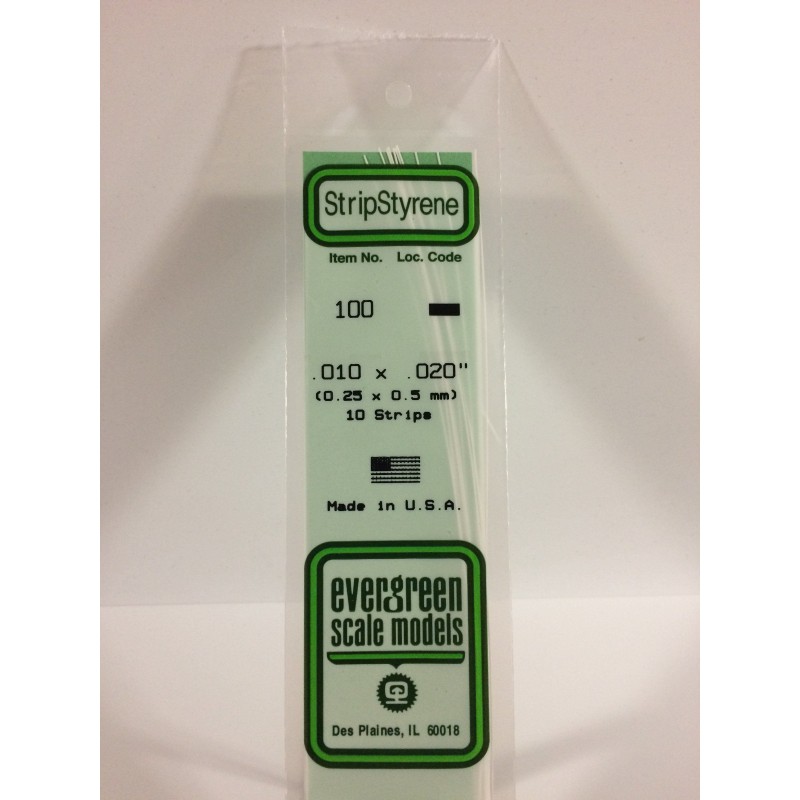 StripStyrene
Item No. Loc. Code
100
.010 x .020"
(0.25 x 0.5 mm)
10 Strips
Made in U.S.A.
evergreen
scale models
Des Plaines, IL 60018